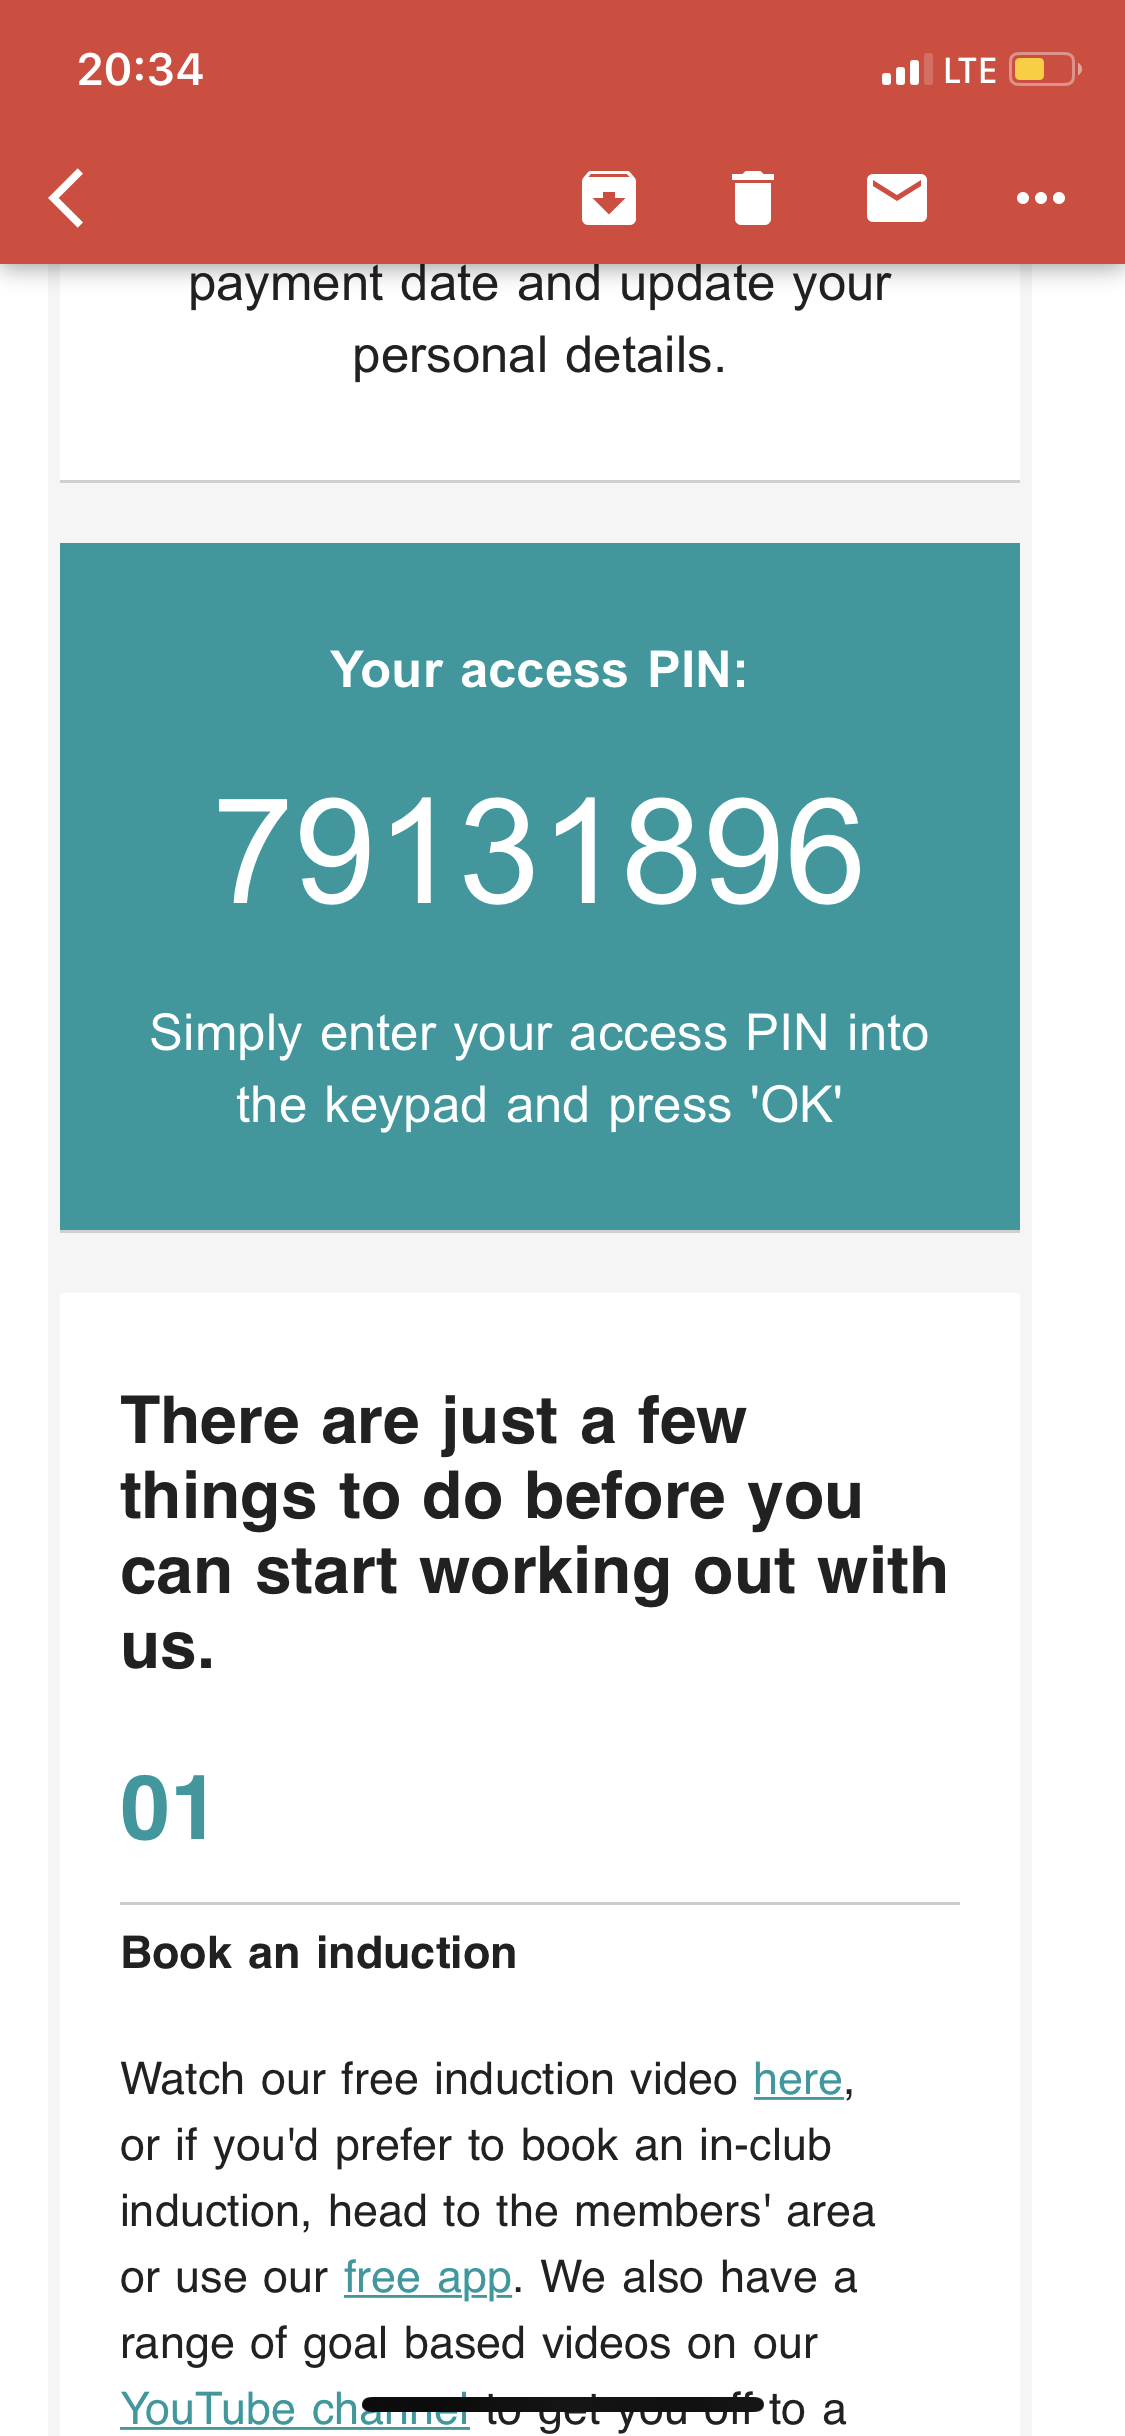 20:34
LTE
payment date and update your
personal details.
Your access PIN:
79131896
Simply enter your access PIN into
the keypad and press 'OK'
There are just a few
things to do before you
can start working out with
us.
01
Book an induction
Watch our free induction video here,
or if you'd prefer to book an in-club
induction, head to the members' area
or use our free app. We also have a
range of goal based videos on our
YouTube channel to get you off to a